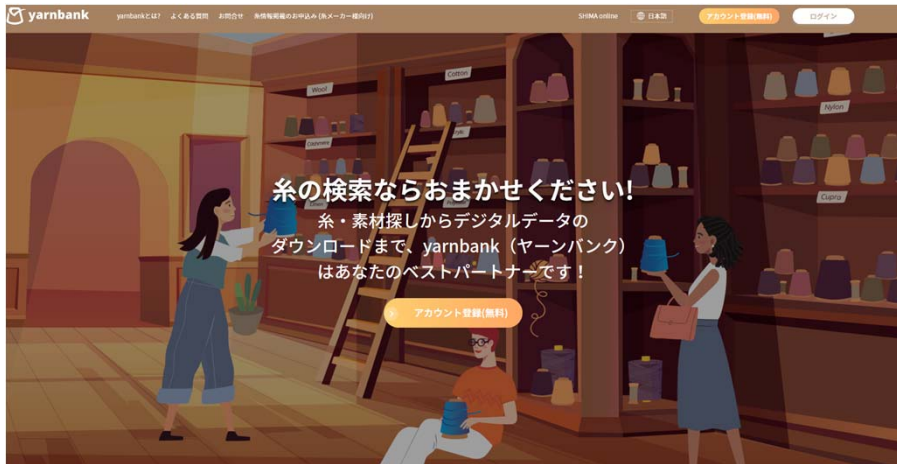 yarnbank
yarnbankとは? よくある質問 お問合せ 糸情報掲載のお申込み (糸メーカー様向け)
SHIMA online 日本語 アカウント登録(無料) ログイン
Wool
Cotton
Nylon
Cashmere
Cupra
糸の検索ならおまかせください!
糸・素材探しからデジタルデータの
ダウンロードまで、yarnbank（ヤーンバンク）
はあなたのベストパートナーです！
アカウント登録(無料)